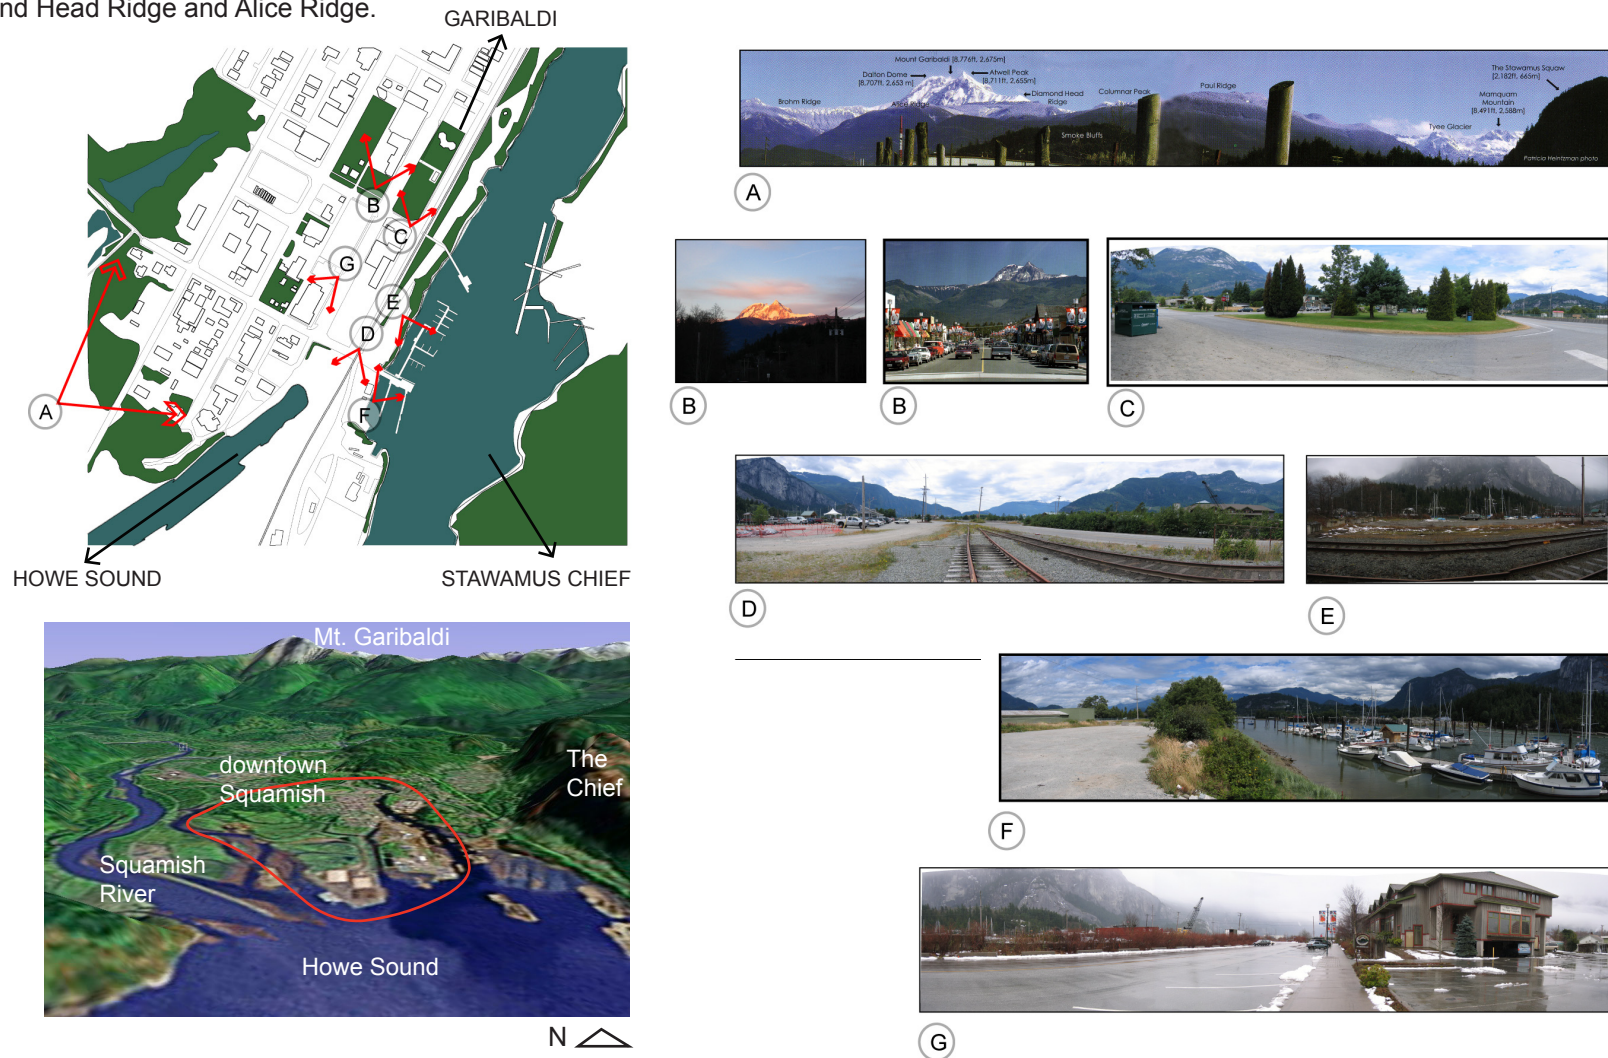 nd Head Ridge and Alice Ridge.
GARIBALDI
B
C
G
E
D
A
F
HOWE SOUND
STAWAMUS CHIEF
Mt. Garibaldi
downtown
Squamish
The
Chief
Squamish
River
Howe Sound
N
Mount Garibaldi
[8,776ft, 2,675m]
Dalton Dome
[8,707ft, 2,653 m]
Atwell Peak
[8,711ft, 2,655m]
Diamond Head
Ridge
Brohm Ridge
Alice Ridge
Columnar Peak
Paul Ridge
Smoke Bluffs
The Stawamus Squaw
[2,182ft, 665m]
Mamquam
Mountain
[8,491ft, 2,588m]
Tyee Glacier
Patricia Heintzman photo
A
B
B
C
D
E
F
G